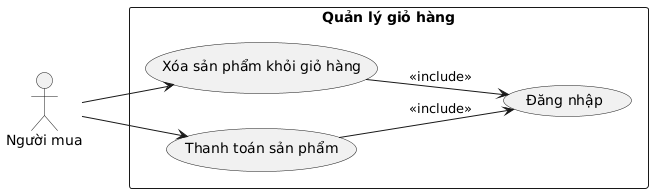 Quản lý giỏ hàng
Xóa sản phẩm khỏi giỏ hàng
«include»
Đăng nhập
«include»
Người mua
Thanh toán sản phẩm